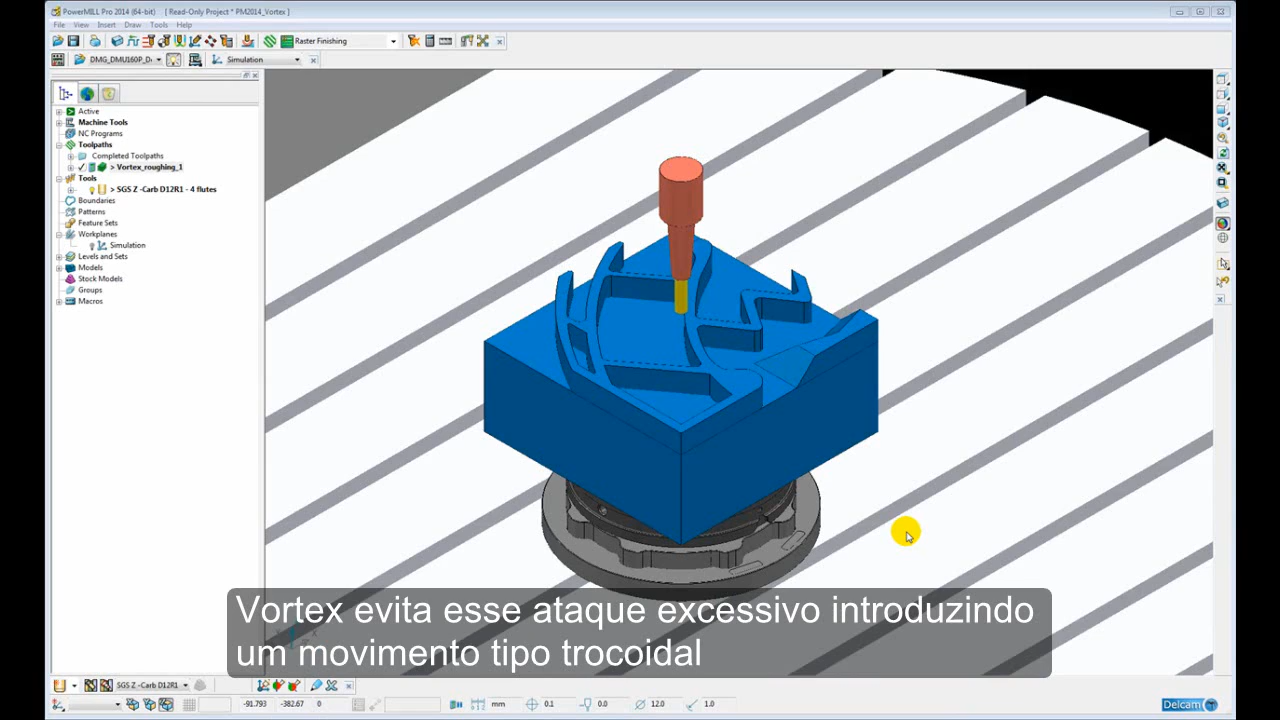 PowerMILL Pro 2014 (64-bit) [ Read-Only Project * PM2014_Vortex ]
File View Insert Draw Tools Help
Raster Finishing
DMG_DMU160P_D Simulation
Active
Machine Tools
NC Programs
Toolpaths
Completed Toolpaths
> Vortex_roughing_1
Tools
> SGS Z -Carb D12R1 - 4 flutes
Boundaries
Patterns
Feature Sets
Workplanes
Simulation
Levels and Sets
Models
Stock Models
Groups
Macros
Vortex evita esse ataque excessivo introduzindo
um movimento tipo trocoidal
SGS Z -Carb D12R1
-91.793 -382.67 0 mm 0.1 0.0 12.0 1.0 Delcam